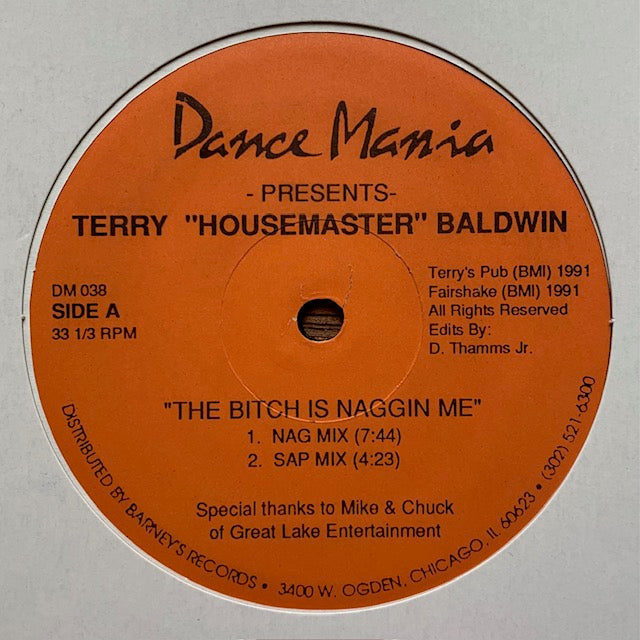 Dance Mania
- PRESENTS-
TERRY "HOUSEMASTER" BALDWIN
DM 038
SIDE A
33 1/3 RPM
Terry's Pub (BMI) 1991
Fairshake (BMI) 1991
All Rights Reserved
Edits By:
D. Thamms Jr.
"THE BITCH IS NAGGIN ME"
1. NAG MIX (7:44)
2. SAP MIX (4:23)
Special thanks to Mike & Chuck
of Great Lake Entertainment
DISTRIBUTED BY BARNEY'S RECORDS • 3400 W. OGDEN, CHICAGO, IL 60623 • (302) 521-6300